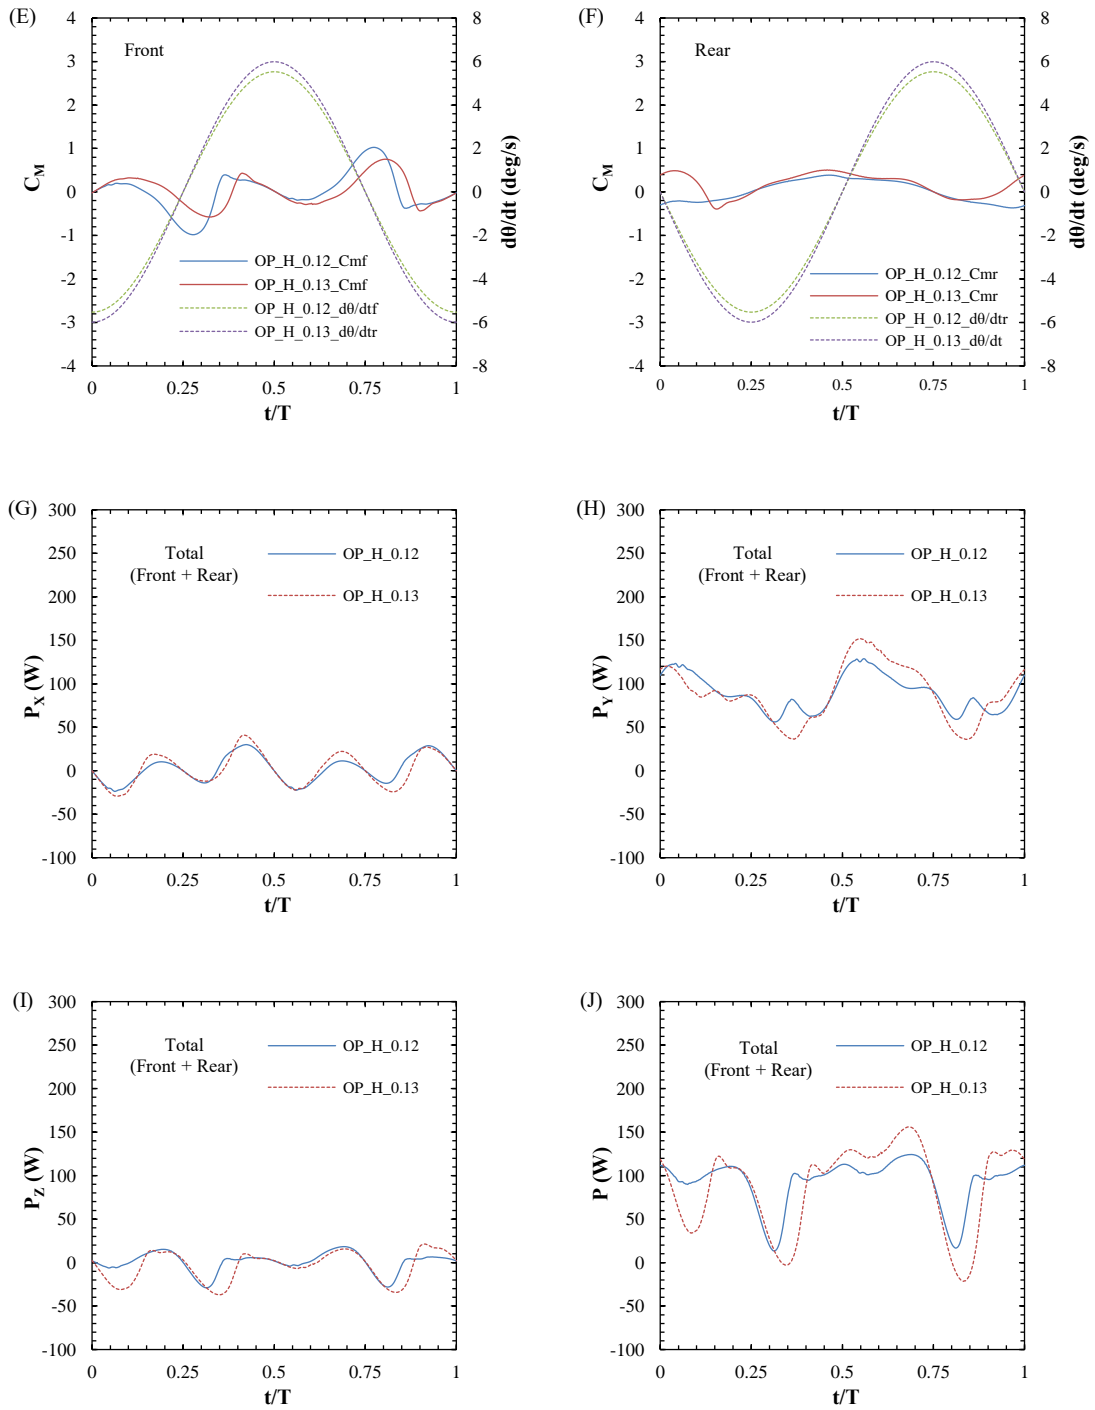 (E)
Front
4
3
2
1
0
-1
-2
-3
-4
C_M
8
6
4
2
0
-2
-4
-6
-8
dθ/dt (deg/s)
OP_H_0.12_Cmf
OP_H_0.13_Cmf
OP_H_0.12_dθ/dtf
OP_H_0.13_dθ/dtr
0 0.25 0.5 0.75 1
t/T
(F)
Rear
4
3
2
1
0
-1
-2
-3
-4
C_M
8
6
4
2
0
-2
-4
-6
-8
dθ/dt (deg/s)
OP_H_0.12_Cmr
OP_H_0.13_Cmr
OP_H_0.12_dθ/dtr
OP_H_0.13_dθ/dt
0 0.25 0.5 0.75 1
t/T
(G)
300
250
200
150
100
50
0
-50
-100
P_X (W)
Total
(Front + Rear)
OP_H_0.12
OP_H_0.13
0 0.25 0.5 0.75 1
t/T
(H)
300
250
200
150
100
50
0
-50
-100
P_Y (W)
Total
(Front + Rear)
OP_H_0.12
OP_H_0.13
0 0.25 0.5 0.75 1
t/T
(I)
300
250
200
150
100
50
0
-50
-100
P_Z (W)
Total
(Front + Rear)
OP_H_0.12
OP_H_0.13
0 0.25 0.5 0.75 1
t/T
(J)
300
250
200
150
100
50
0
-50
-100
P (W)
Total
(Front + Rear)
OP_H_0.12
OP_H_0.13
0 0.25 0.5 0.75 1
t/T